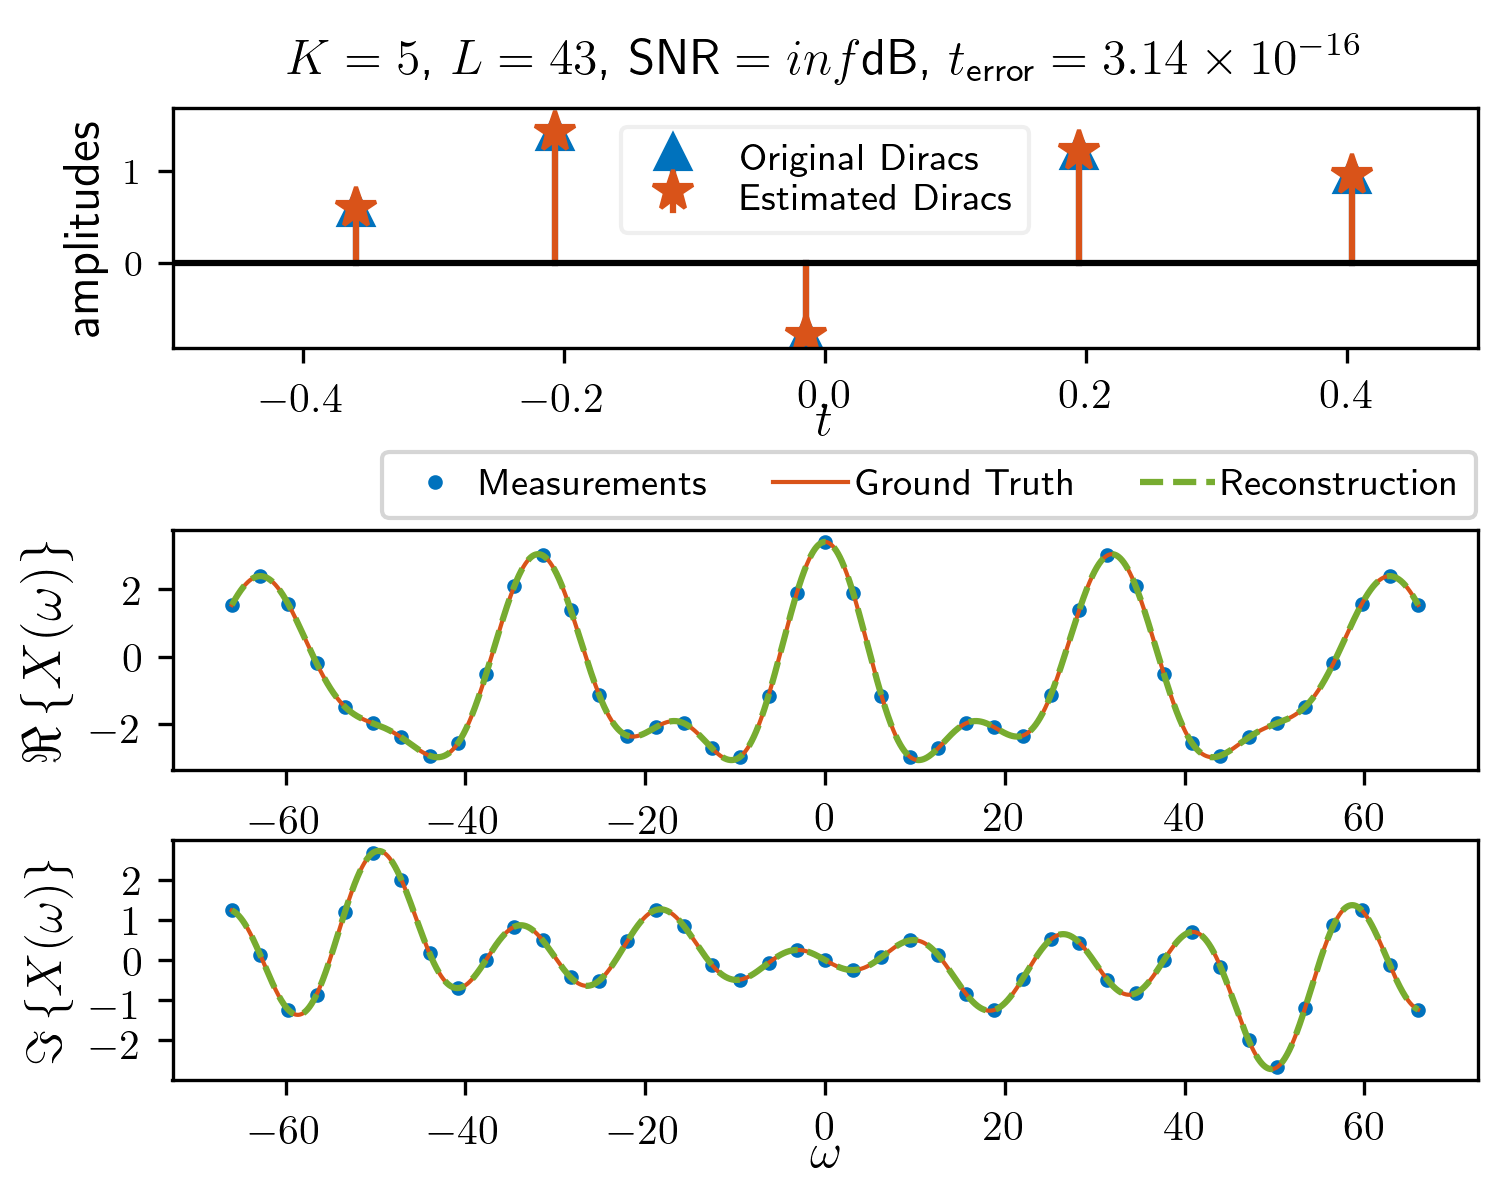 K = 5, L = 43, SNR = infdB, t_error = 3.14 × 10^−16
amplitudes
1
0
Original Diracs
Estimated Diracs
−0.4 −0.2 0.0 0.2 0.4
t
Measurements Ground Truth Reconstruction
ℜ{X(ω)}
2
0
−2
−60 −40 −20 0 20 40 60
ℑ{X(ω)}
2
1
0
−1
−2
−60 −40 −20 0 20 40 60
ω